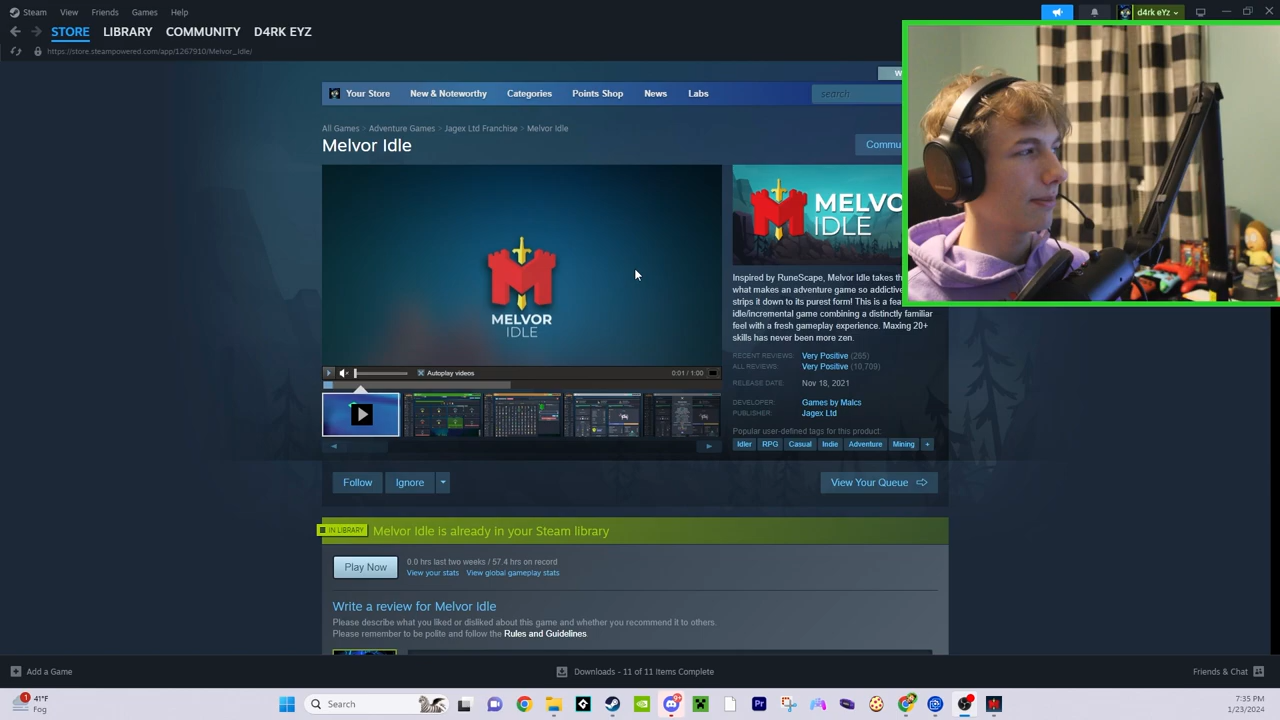 Steam View Friends Games Help
d4rk eYz
STORE LIBRARY COMMUNITY D4RK EYZ
https://store.steampowered.com/app/1267910/Melvor_Idle/
Your Store New & Noteworthy Categories Points Shop News Labs search
All Games > Adventure Games > Jagex Ltd Franchise > Melvor Idle
Melvor Idle
MELVOR
IDLE
0:01 / 1:00
Autoplay videos
IDLE
Inspired by RuneScape, Melvor Idle takes th
what makes an adventure game so addictive
strips it down to its purest form! This is a fea
idle/incremental game combining a distinctly familiar
feel with a fresh gameplay experience. Maxing 20+
skills has never been more zen.
RECENT REVIEWS: Very Positive (265)
ALL REVIEWS: Very Positive (10,709)
RELEASE DATE: Nov 18, 2021
DEVELOPER: Games by Malcs
PUBLISHER: Jagex Ltd
Popular user-defined tags for this product:
Idler RPG Casual Indie Adventure Mining +
Follow Ignore View Your Queue
IN LIBRARY Melvor Idle is already in your Steam library
Play Now
0.0 hrs last two weeks / 57.4 hrs on record
View your stats View global gameplay stats
Write a review for Melvor Idle
Please describe what you liked or disliked about this game and whether you recommend it to others.
Please remember to be polite and follow the Rules and Guidelines.
Add a Game Downloads - 11 of 11 Items Complete Friends & Chat
41°F
Fog
Search
7:35 PM
1/23/2024